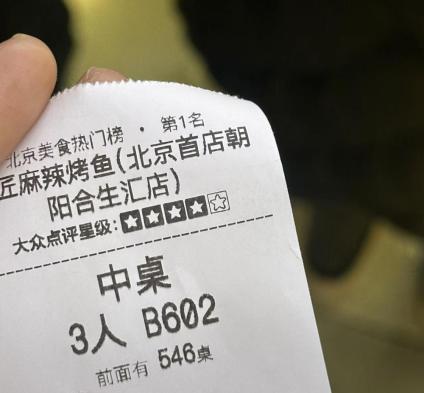 北京美食热门榜 · 第1名
匠麻辣烤鱼(北京首店朝
阳合生汇店)
大众点评星级:★★★★☆
中桌
3人 B602
前面有 546桌